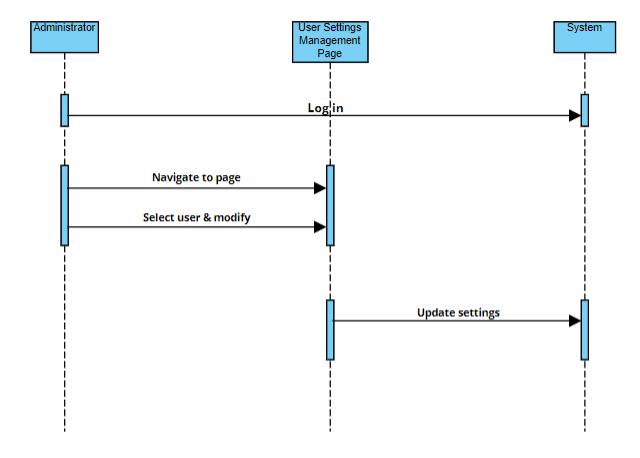 Administrator
User Settings
Management
Page
System
Log in
Navigate to page
Select user & modify
Update settings